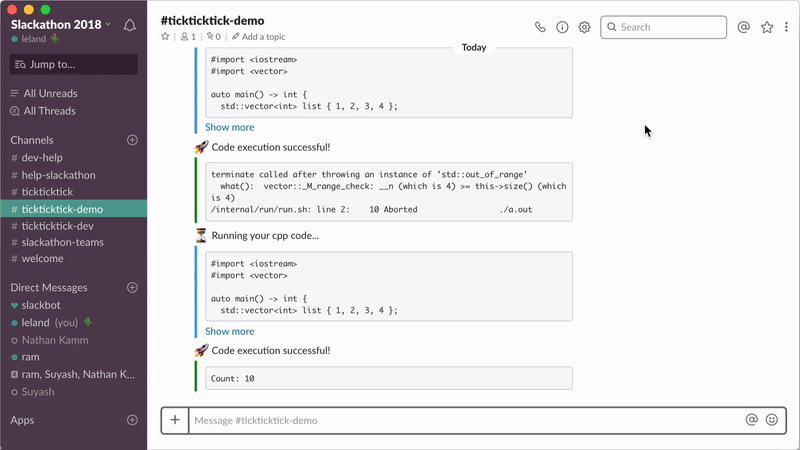 Slackathon 2018
leland
Jump to...
All Unreads
All Threads
Channels
# dev-help
# help-slackathon
# tickticktick
# tickticktick-demo
# tickticktick-dev
# slackathon-teams
# welcome
Direct Messages
slackbot
leland (you)
Nathan Kamm
ram
ram, Suyash, Nathan K...
Suyash
Apps
#tickticktick-demo
1 | 0 | Add a topic
Search
Today
#import <iostream>
#import <vector>
auto main() -> int {
std::vector<int> list { 1, 2, 3, 4 };
Show more
Code execution successful!
terminate called after throwing an instance of 'std::out_of_range'
what():  vector::_M_range_check: __n (which is 4) >= this->size() (which
is 4)
/internal/run/run.sh: line 2:    10 Aborted                 ./a.out
Running your cpp code...
#import <iostream>
#import <vector>
auto main() -> int {
std::vector<int> list { 1, 2, 3, 4 };
Show more
Code execution successful!
Count: 10
Message #tickticktick-demo